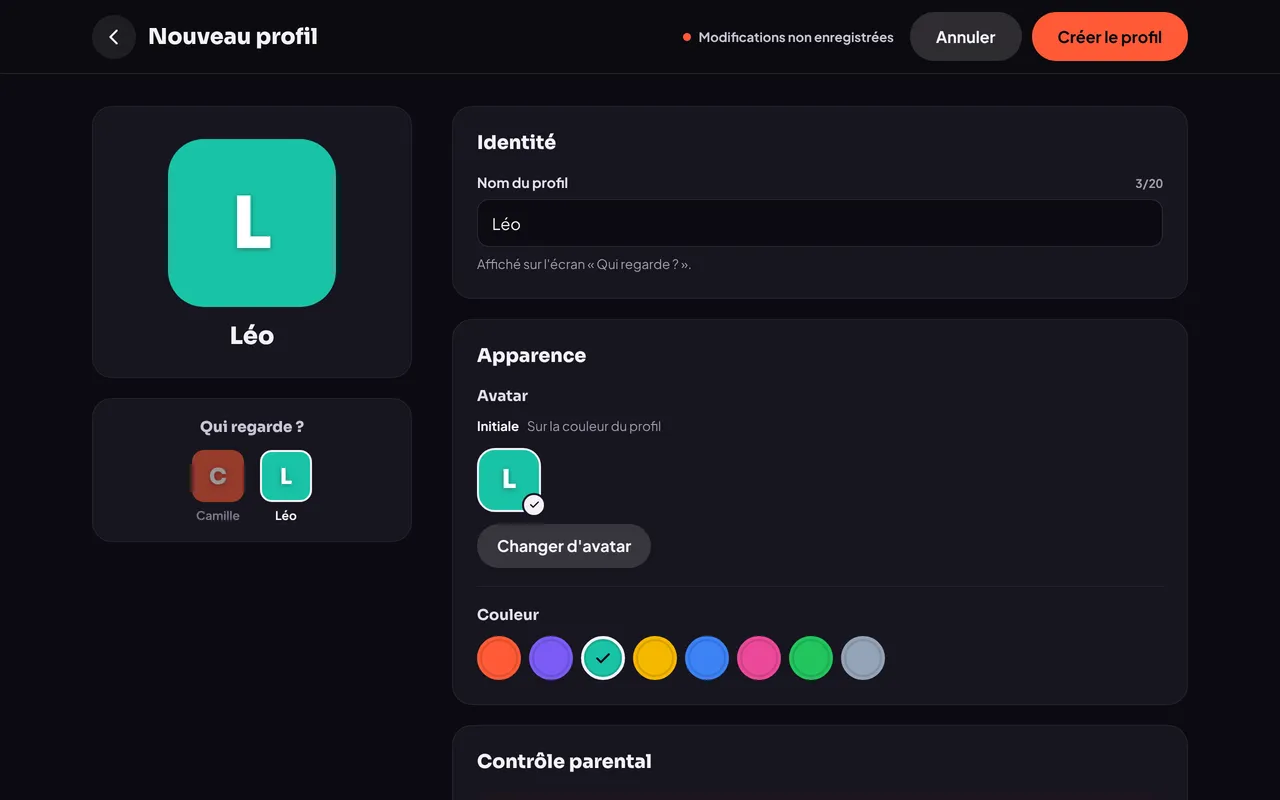 Nouveau profil
Modifications non enregistrées
Annuler
Créer le profil
L
Léo
Qui regarde ?
C
L
Camille
Léo
Identité
Nom du profil
3/20
Léo
Affiché sur l'écran « Qui regarde ? ».
Apparence
Avatar
Initiale Sur la couleur du profil
L
Changer d'avatar
Couleur
Contrôle parental